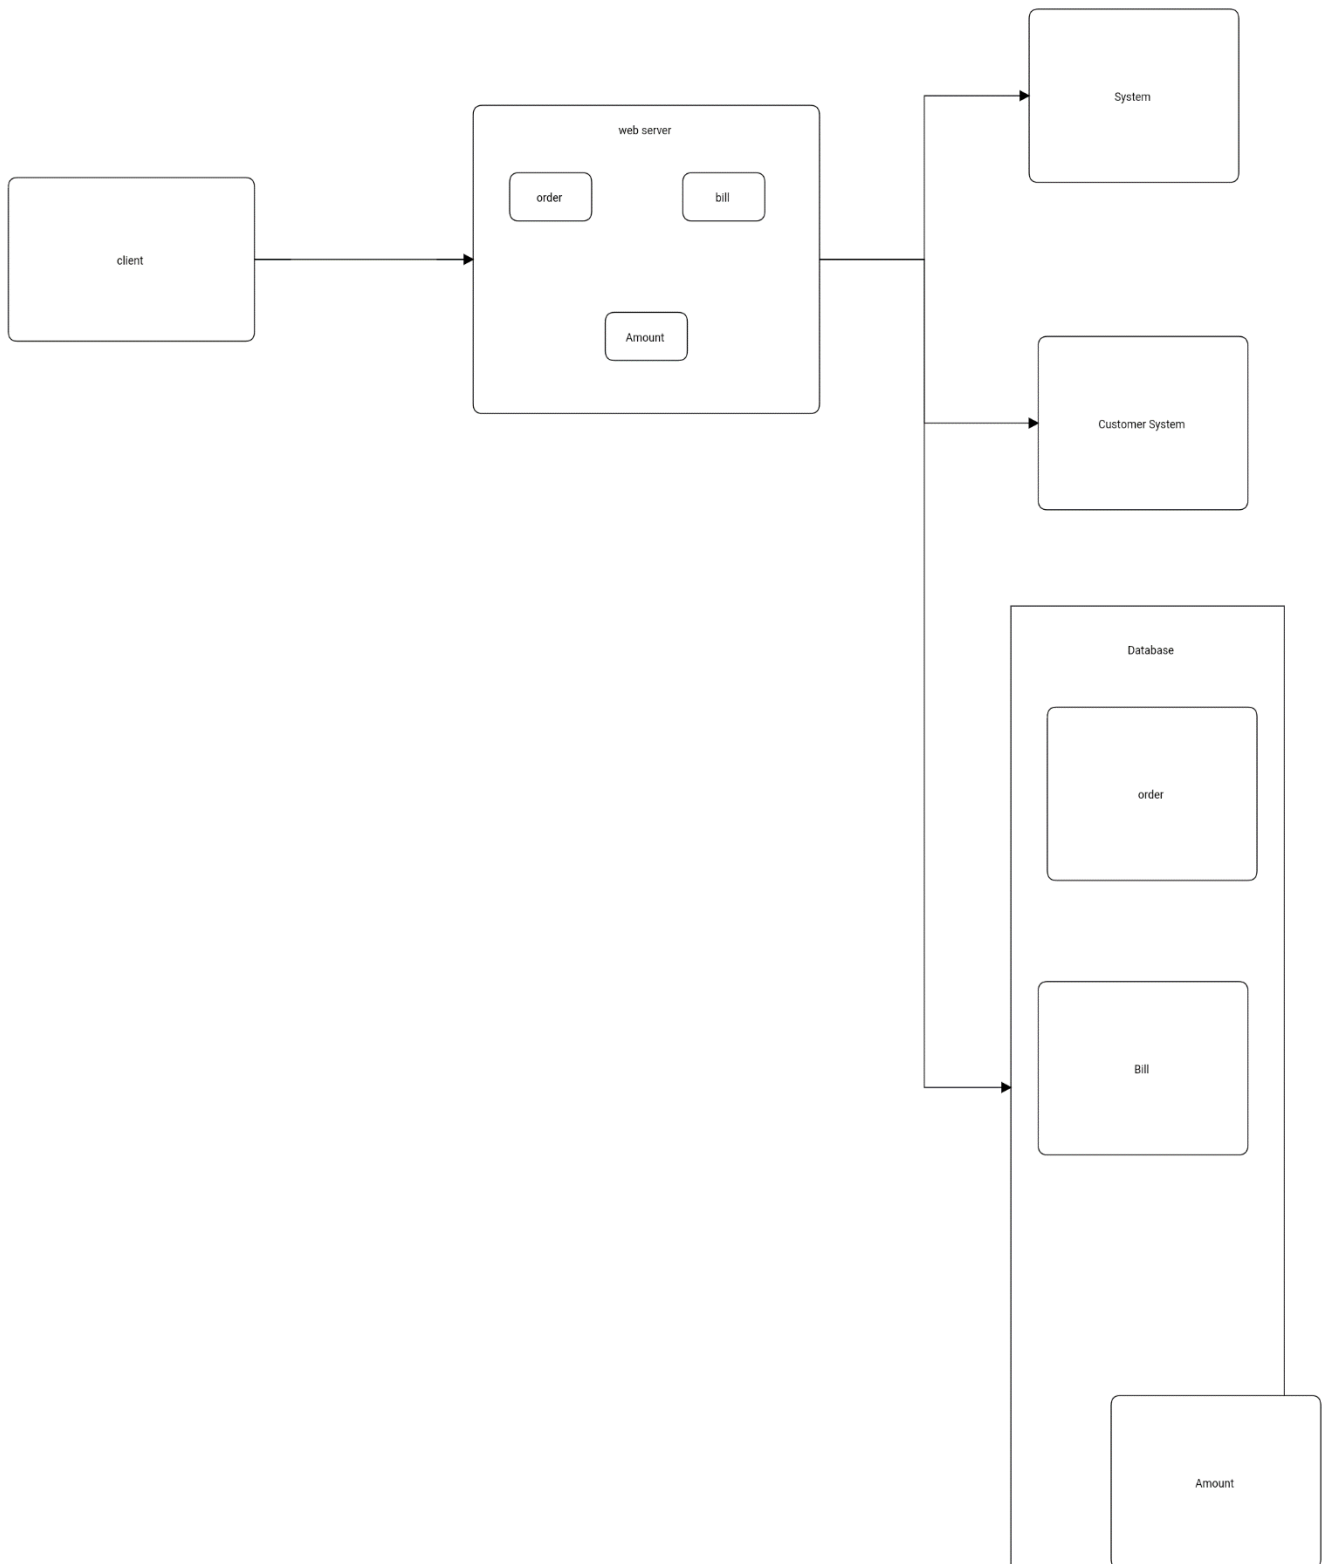 client
web server
order
bill
Amount
System
Customer System
Database
order
Bill
Amount